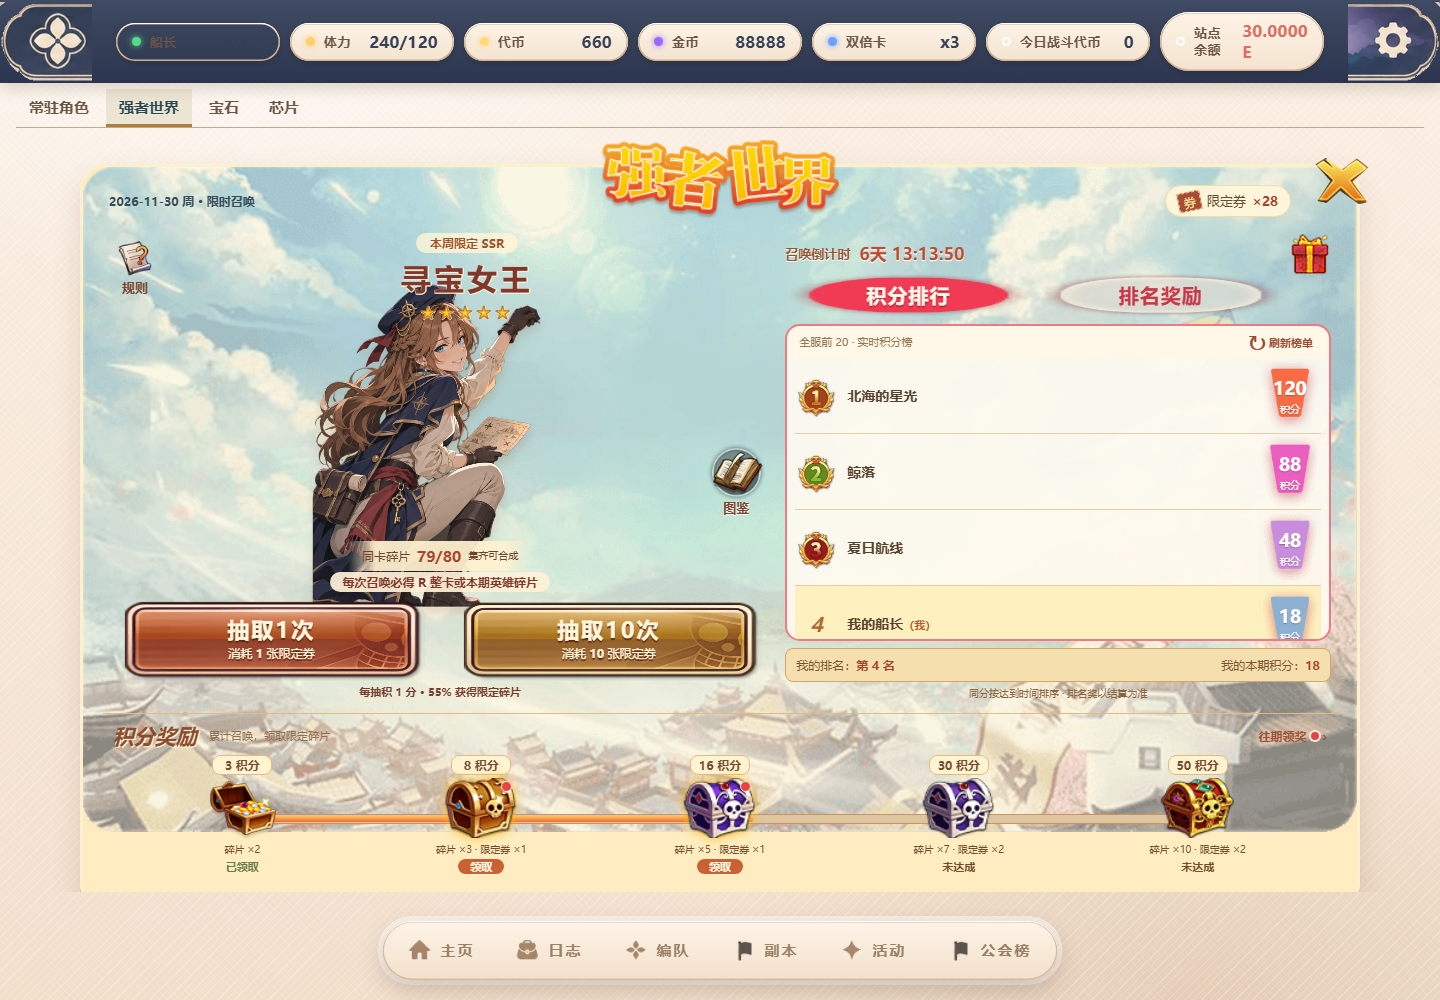 船长
体力 240/120
代币 660
金币 88888
双倍卡 x3
今日战斗代币 0
站点余额 30.0000E
常驻角色 强者世界 宝石 芯片
强者世界
2026-11-30 周 • 限时召唤
券 限定券 ×28
规则
本周限定 SSR
寻宝女王
召唤倒计时 6天 13:13:50
积分排行 排名奖励
全服前 20 · 实时积分榜 刷新榜单
1 北海的星光 120 积分
2 鲸落 88 积分
3 夏日航线 48 积分
4 我的船长 (我) 18 积分
图鉴
同卡碎片 79/80 集齐可合成
每次召唤必得 R 整卡或本期英雄碎片
抽取1次
消耗 1 张限定券
抽取10次
消耗 10 张限定券
每抽积 1 分 • 55% 获得限定碎片
我的排名：第 4 名 我的本期积分：18
同分按达到时间排序 · 排名奖以结算为准
积分奖励 累计召唤，领取限定碎片 往期领奖
3 积分 8 积分 16 积分 30 积分 50 积分
碎片 ×2 碎片 ×3 · 限定券 ×1 碎片 ×5 · 限定券 ×1 碎片 ×7 · 限定券 ×2 碎片 ×10 · 限定券 ×2
已领取 领取 领取 未达成 未达成
主页 日志 编队 副本 活动 公会榜